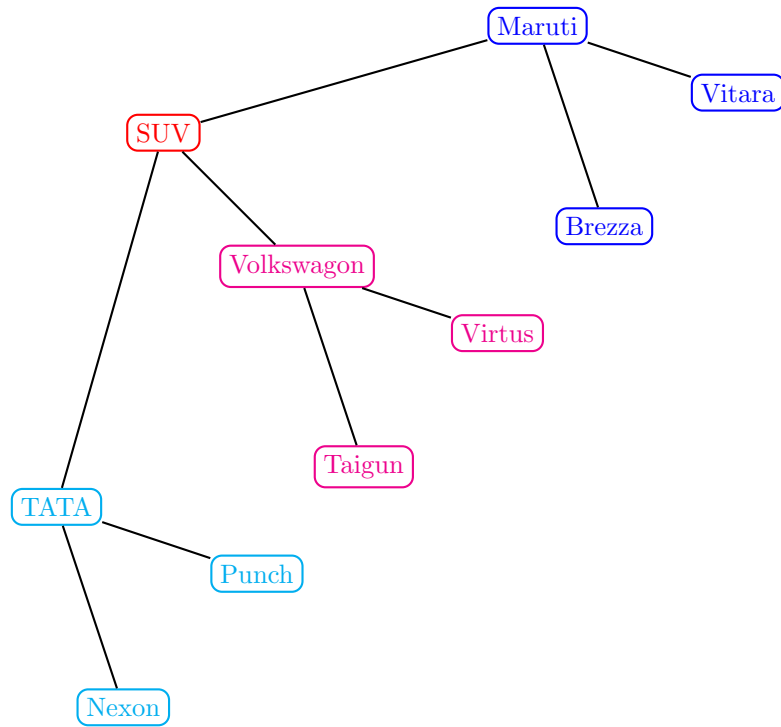 Maruti
Vitara
SUV
Brezza
Volkswagon
Virtus
Taigun
TATA
Punch
Nexon